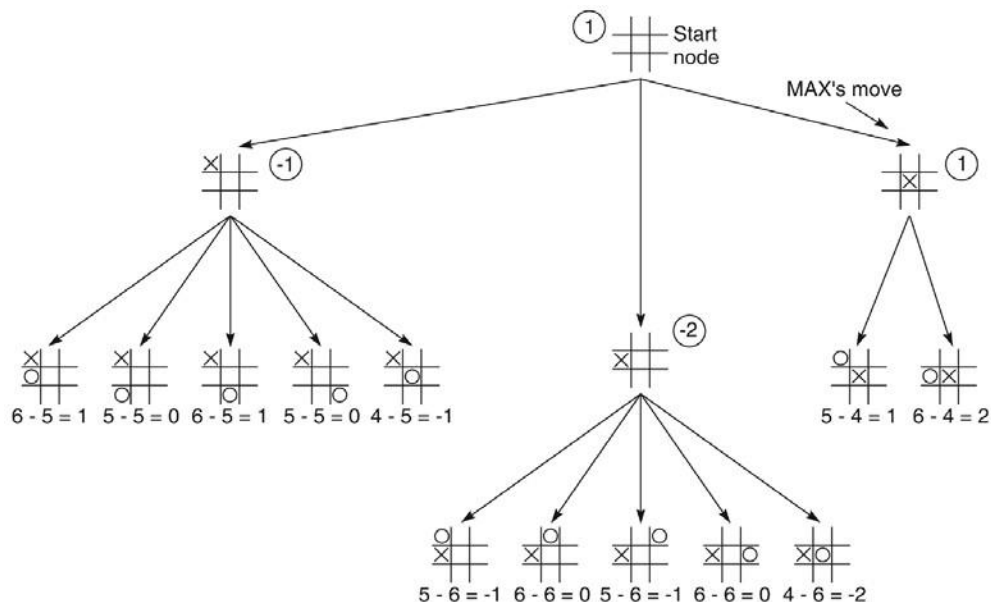 1
Start
node
MAX's move
-1
1
-2
6 - 5 = 1
5 - 5 = 0
6 - 5 = 1
5 - 5 = 0
4 - 5 = -1
5 - 4 = 1
6 - 4 = 2
5 - 6 = -1
6 - 6 = 0
5 - 6 = -1
6 - 6 = 0
4 - 6 = -2